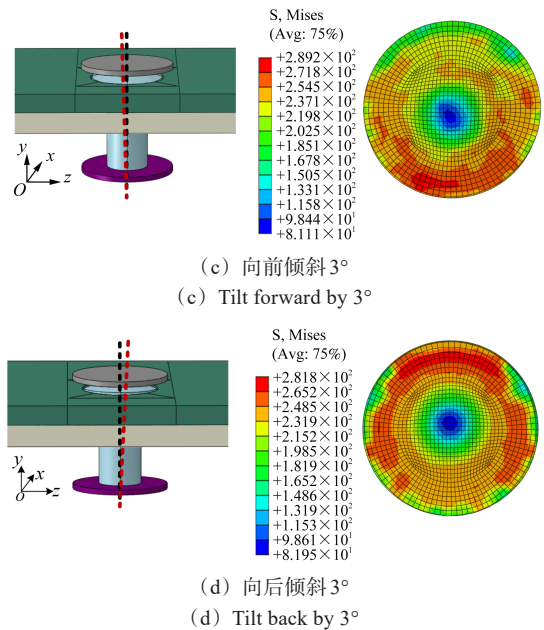 S, Mises
(Avg: 75%)
+2.892×10²
+2.718×10²
+2.545×10²
+2.371×10²
+2.198×10²
+2.025×10²
+1.851×10²
+1.678×10²
+1.505×10²
+1.331×10²
+1.158×10²
+9.844×10¹
+8.111×10¹
y
x
O
z
（c）向前倾斜3°
（c）Tilt forward by 3°
S, Mises
(Avg: 75%)
+2.818×10²
+2.652×10²
+2.485×10²
+2.319×10²
+2.152×10²
+1.985×10²
+1.819×10²
+1.652×10²
+1.486×10²
+1.319×10²
+1.153×10²
+9.861×10¹
+8.195×10¹
y
x
o
z
（d）向后倾斜3°
（d）Tilt back by 3°